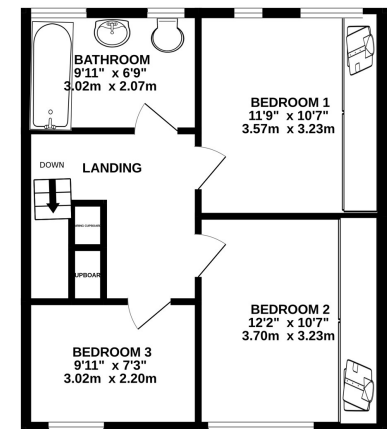 BATHROOM
9'11" x 6'9"
3.02m x 2.07m
BEDROOM 1
11'9" x 10'7"
3.57m x 3.23m
DOWN
LANDING
UPBOAR
BEDROOM 2
12'2" x 10'7"
3.70m x 3.23m
BEDROOM 3
9'11" x 7'3"
3.02m x 2.20m